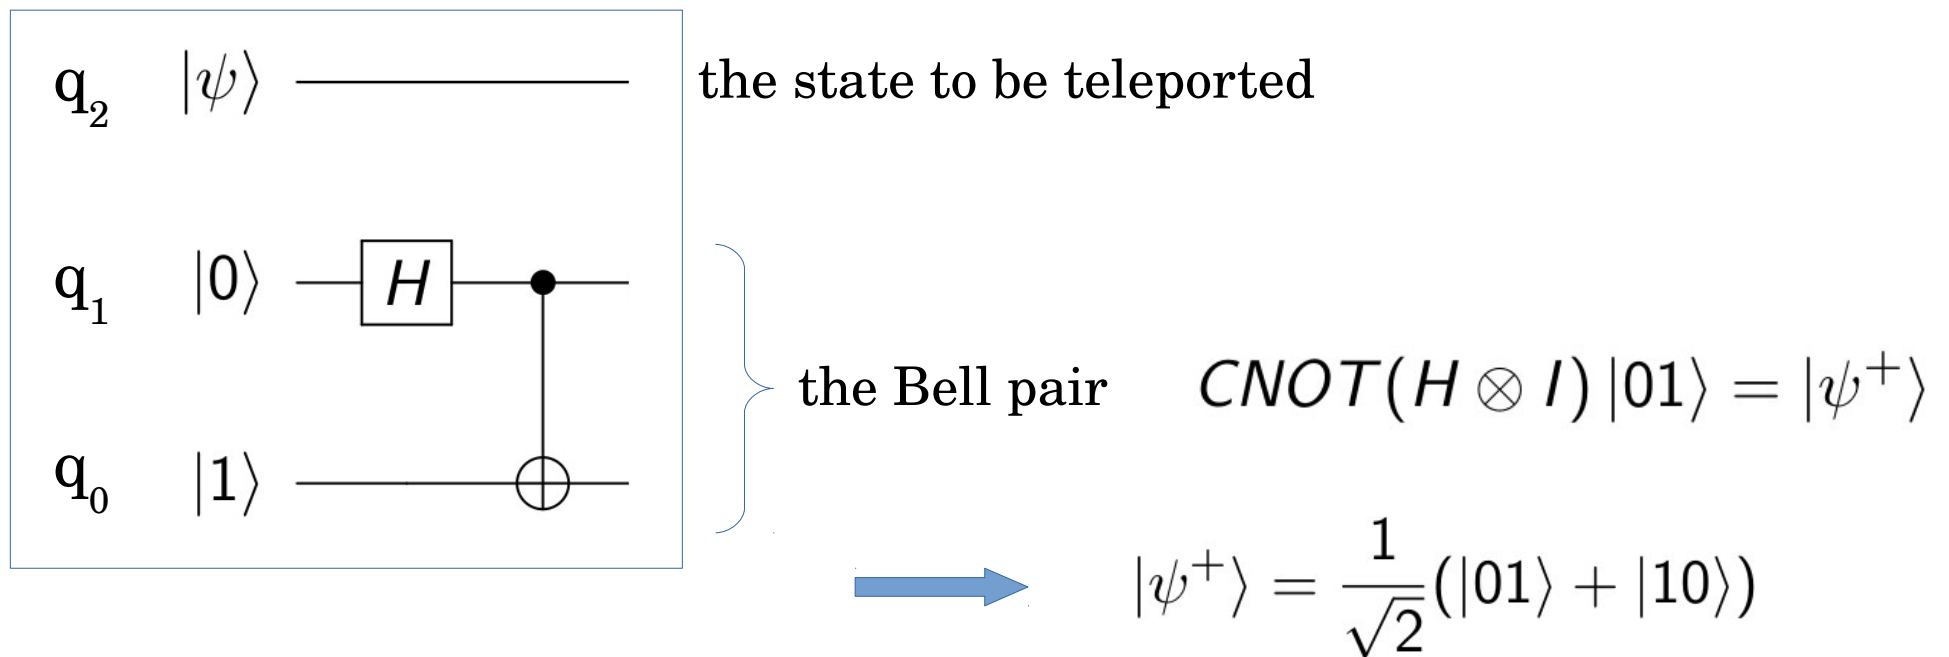 q₂ |ψ⟩ the state to be teleported
q₁ |0⟩ H
the Bell pair CNOT(H ⊗ I) |01⟩ = |ψ⁺⟩
q₀ |1⟩
|ψ⁺⟩ = 1/√2 (|01⟩ + |10⟩)